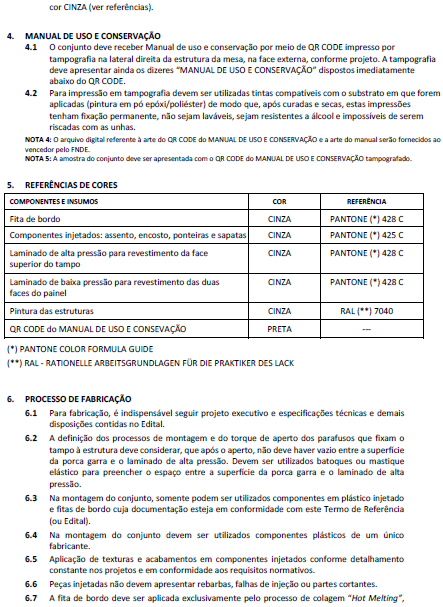 cor CINZA (ver referências).
4. MANUAL DE USO E CONSERVAÇÃO
4.1 O conjunto deve receber Manual de uso e conservação por meio de QR CODE impresso por
tampografia na lateral direita da estrutura da mesa, na face externa, conforme projeto. A tampografia
deve apresentar ainda os dizeres “MANUAL DE USO E CONSERVAÇÃO” dispostos imediatamente
abaixo do QR CODE.
4.2 Para impressão em tampografia devem ser utilizadas tintas compatíveis com o substrato em que forem
aplicadas (pintura em pó epóxi/poliéster) de modo que, após curadas e secas, estas impressões
tenham fixação permanente, não sejam laváveis, sejam resistentes a álcool e impossíveis de serem
riscadas com as unhas.
NOTA 4: O arquivo digital referente à arte do QR CODE do MANUAL DE USO E CONSERVAÇÃO e a arte do manual serão fornecidos ao
vencedor pelo FNDE.
NOTA 5: A amostra do conjunto deve ser apresentada com o QR CODE do MANUAL DE USO E CONSERVAÇÃO tampografado.
5. REFERÊNCIAS DE CORES
COMPONENTES E INSUMOS COR REFERÊNCIA
Fita de bordo CINZA PANTONE (*) 428 C
Componentes injetados: assento, encosto, ponteiras e sapatas CINZA PANTONE (*) 425 C
Laminado de alta pressão para revestimento da face CINZA PANTONE (*) 428 C
superior do tampo
Laminado de baixa pressão para revestimento das duas CINZA PANTONE (*) 428 C
faces do painel
Pintura das estruturas CINZA RAL (**) 7040
QR CODE do MANUAL DE USO E CONSEVAÇÃO PRETA ---
(*) PANTONE COLOR FORMULA GUIDE
(**) RAL - RATIONELLE ARBEITSGRUNDLAGEN FÜR DIE PRAKTIKER DES LACK
6. PROCESSO DE FABRICAÇÃO
6.1 Para fabricação, é indispensável seguir projeto executivo e especificações técnicas e demais
disposições contidas no Edital.
6.2 A definição dos processos de montagem e do torque de aperto dos parafusos que fixam o
tampo à estrutura deve considerar, que após o aperto, não deve haver vazio entre a superfície
da porca garra e o laminado de alta pressão. Devem ser utilizados batoques ou mastique
elástico para preencher o espaço entre a superfície da porca garra e o laminado de alta
pressão.
6.3 Na montagem do conjunto, somente podem ser utilizados componentes em plástico injetado
e fitas de bordo cuja documentação esteja em conformidade com este Termo de Referência
(ou Edital).
6.4 Na montagem do conjunto devem ser utilizados componentes plásticos de um único
fabricante.
6.5 Aplicação de texturas e acabamentos em componentes injetados conforme detalhamento
constante nos projetos e em conformidade aos requisitos normativos.
6.6 Peças injetadas não devem apresentar rebarbas, falhas de injeção ou partes cortantes.
6.7 A fita de bordo deve ser aplicada exclusivamente pelo processo de colagem “Hot Melting”,